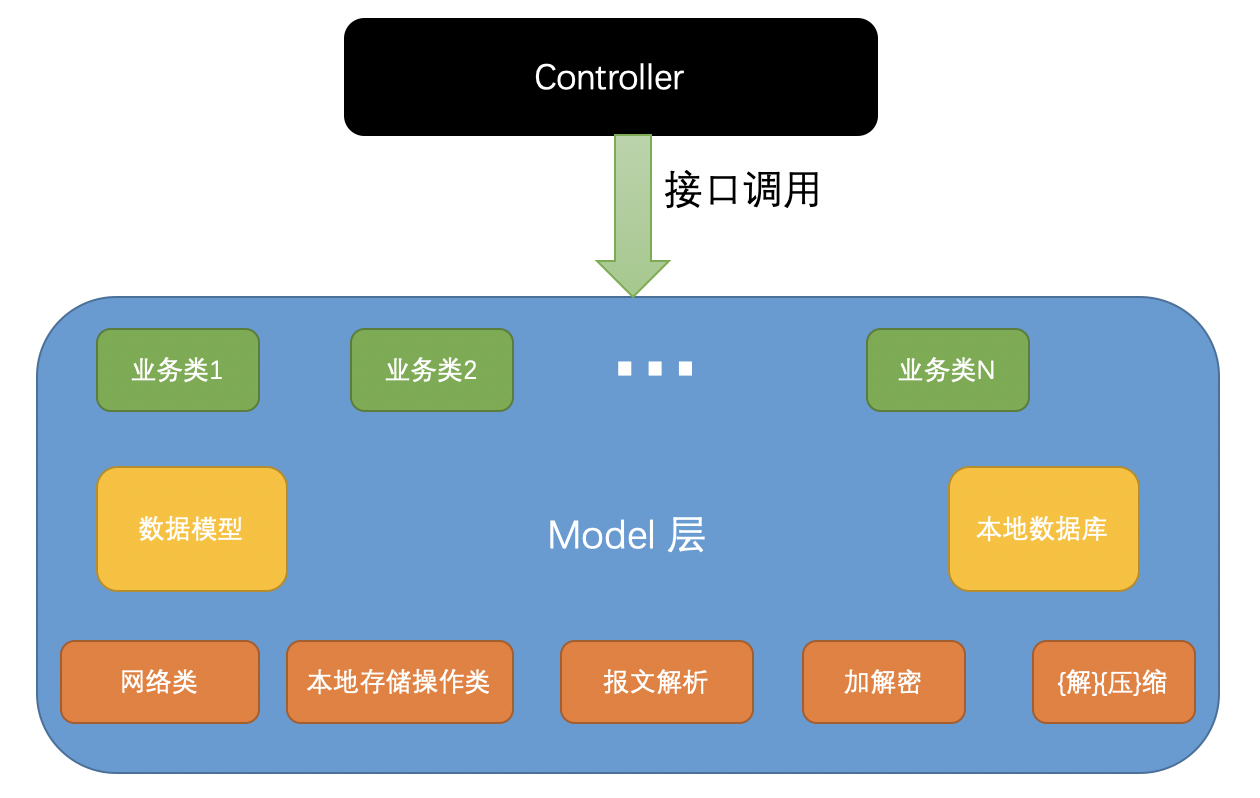 Controller
接口调用
业务类1
业务类2
业务类N
数据模型
Model 层
本地数据库
网络类
本地存储操作类
报文解析
加解密
{解}{压}缩